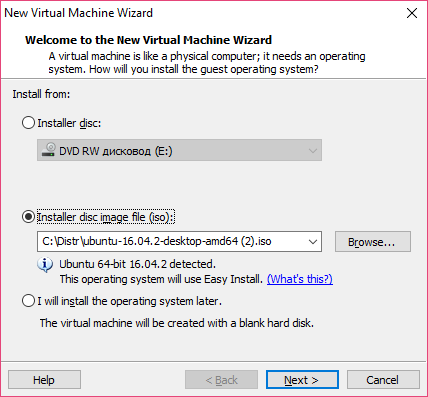 New Virtual Machine Wizard
Welcome to the New Virtual Machine Wizard
A virtual machine is like a physical computer; it needs an operating
system. How will you install the guest operating system?
Install from:
Installer disc:
DVD RW дисковод (E:)
Installer disc image file (iso):
C:\Distr\ubuntu-16.04.2-desktop-amd64 (2).iso
Browse...
Ubuntu 64-bit 16.04.2 detected.
This operating system will use Easy Install. (What's this?)
I will install the operating system later.
The virtual machine will be created with a blank hard disk.
Help
< Back
Next >
Cancel